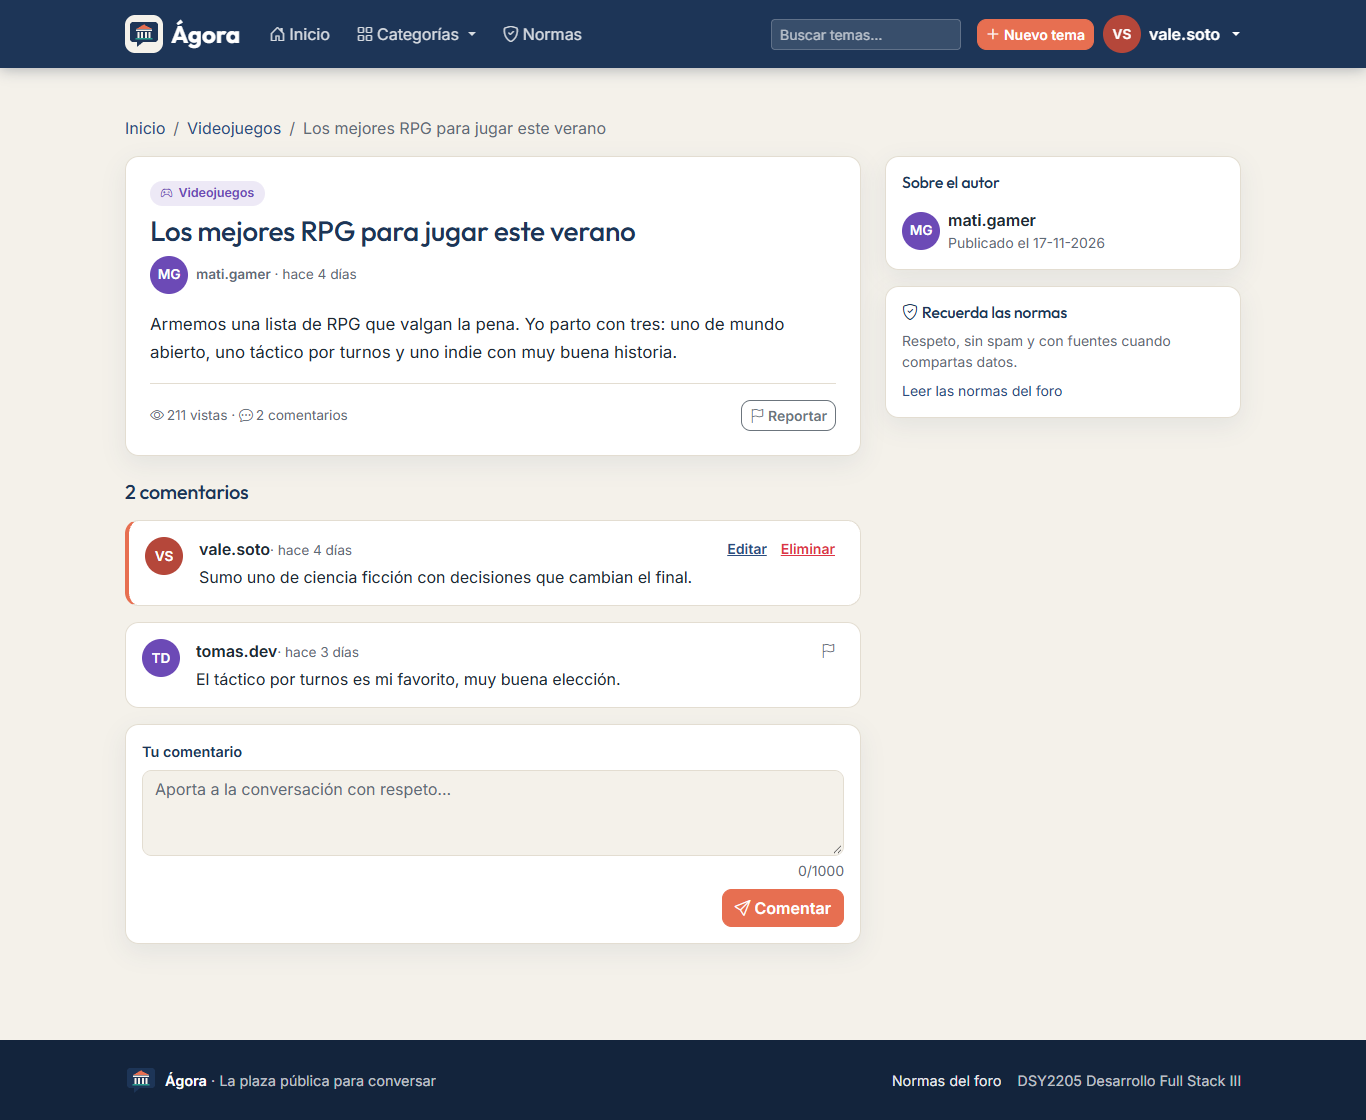 Ágora
Inicio
Categorías
Normas
Buscar temas...
Nuevo tema
VS
vale.soto
Inicio / Videojuegos / Los mejores RPG para jugar este verano
Videojuegos
Los mejores RPG para jugar este verano
MG
mati.gamer · hace 4 días
Armemos una lista de RPG que valgan la pena. Yo parto con tres: uno de mundo
abierto, uno táctico por turnos y uno indie con muy buena historia.
211 vistas · 2 comentarios
Reportar
Sobre el autor
MG
mati.gamer
Publicado el 17-11-2026
Recuerda las normas
Respeto, sin spam y con fuentes cuando
compartas datos.
Leer las normas del foro
2 comentarios
VS
vale.soto · hace 4 días
Editar
Eliminar
Sumo uno de ciencia ficción con decisiones que cambian el final.
TD
tomas.dev · hace 3 días
El táctico por turnos es mi favorito, muy buena elección.
Tu comentario
Aporta a la conversación con respeto...
0/1000
Comentar
Ágora · La plaza pública para conversar
Normas del foro
DSY2205 Desarrollo Full Stack III